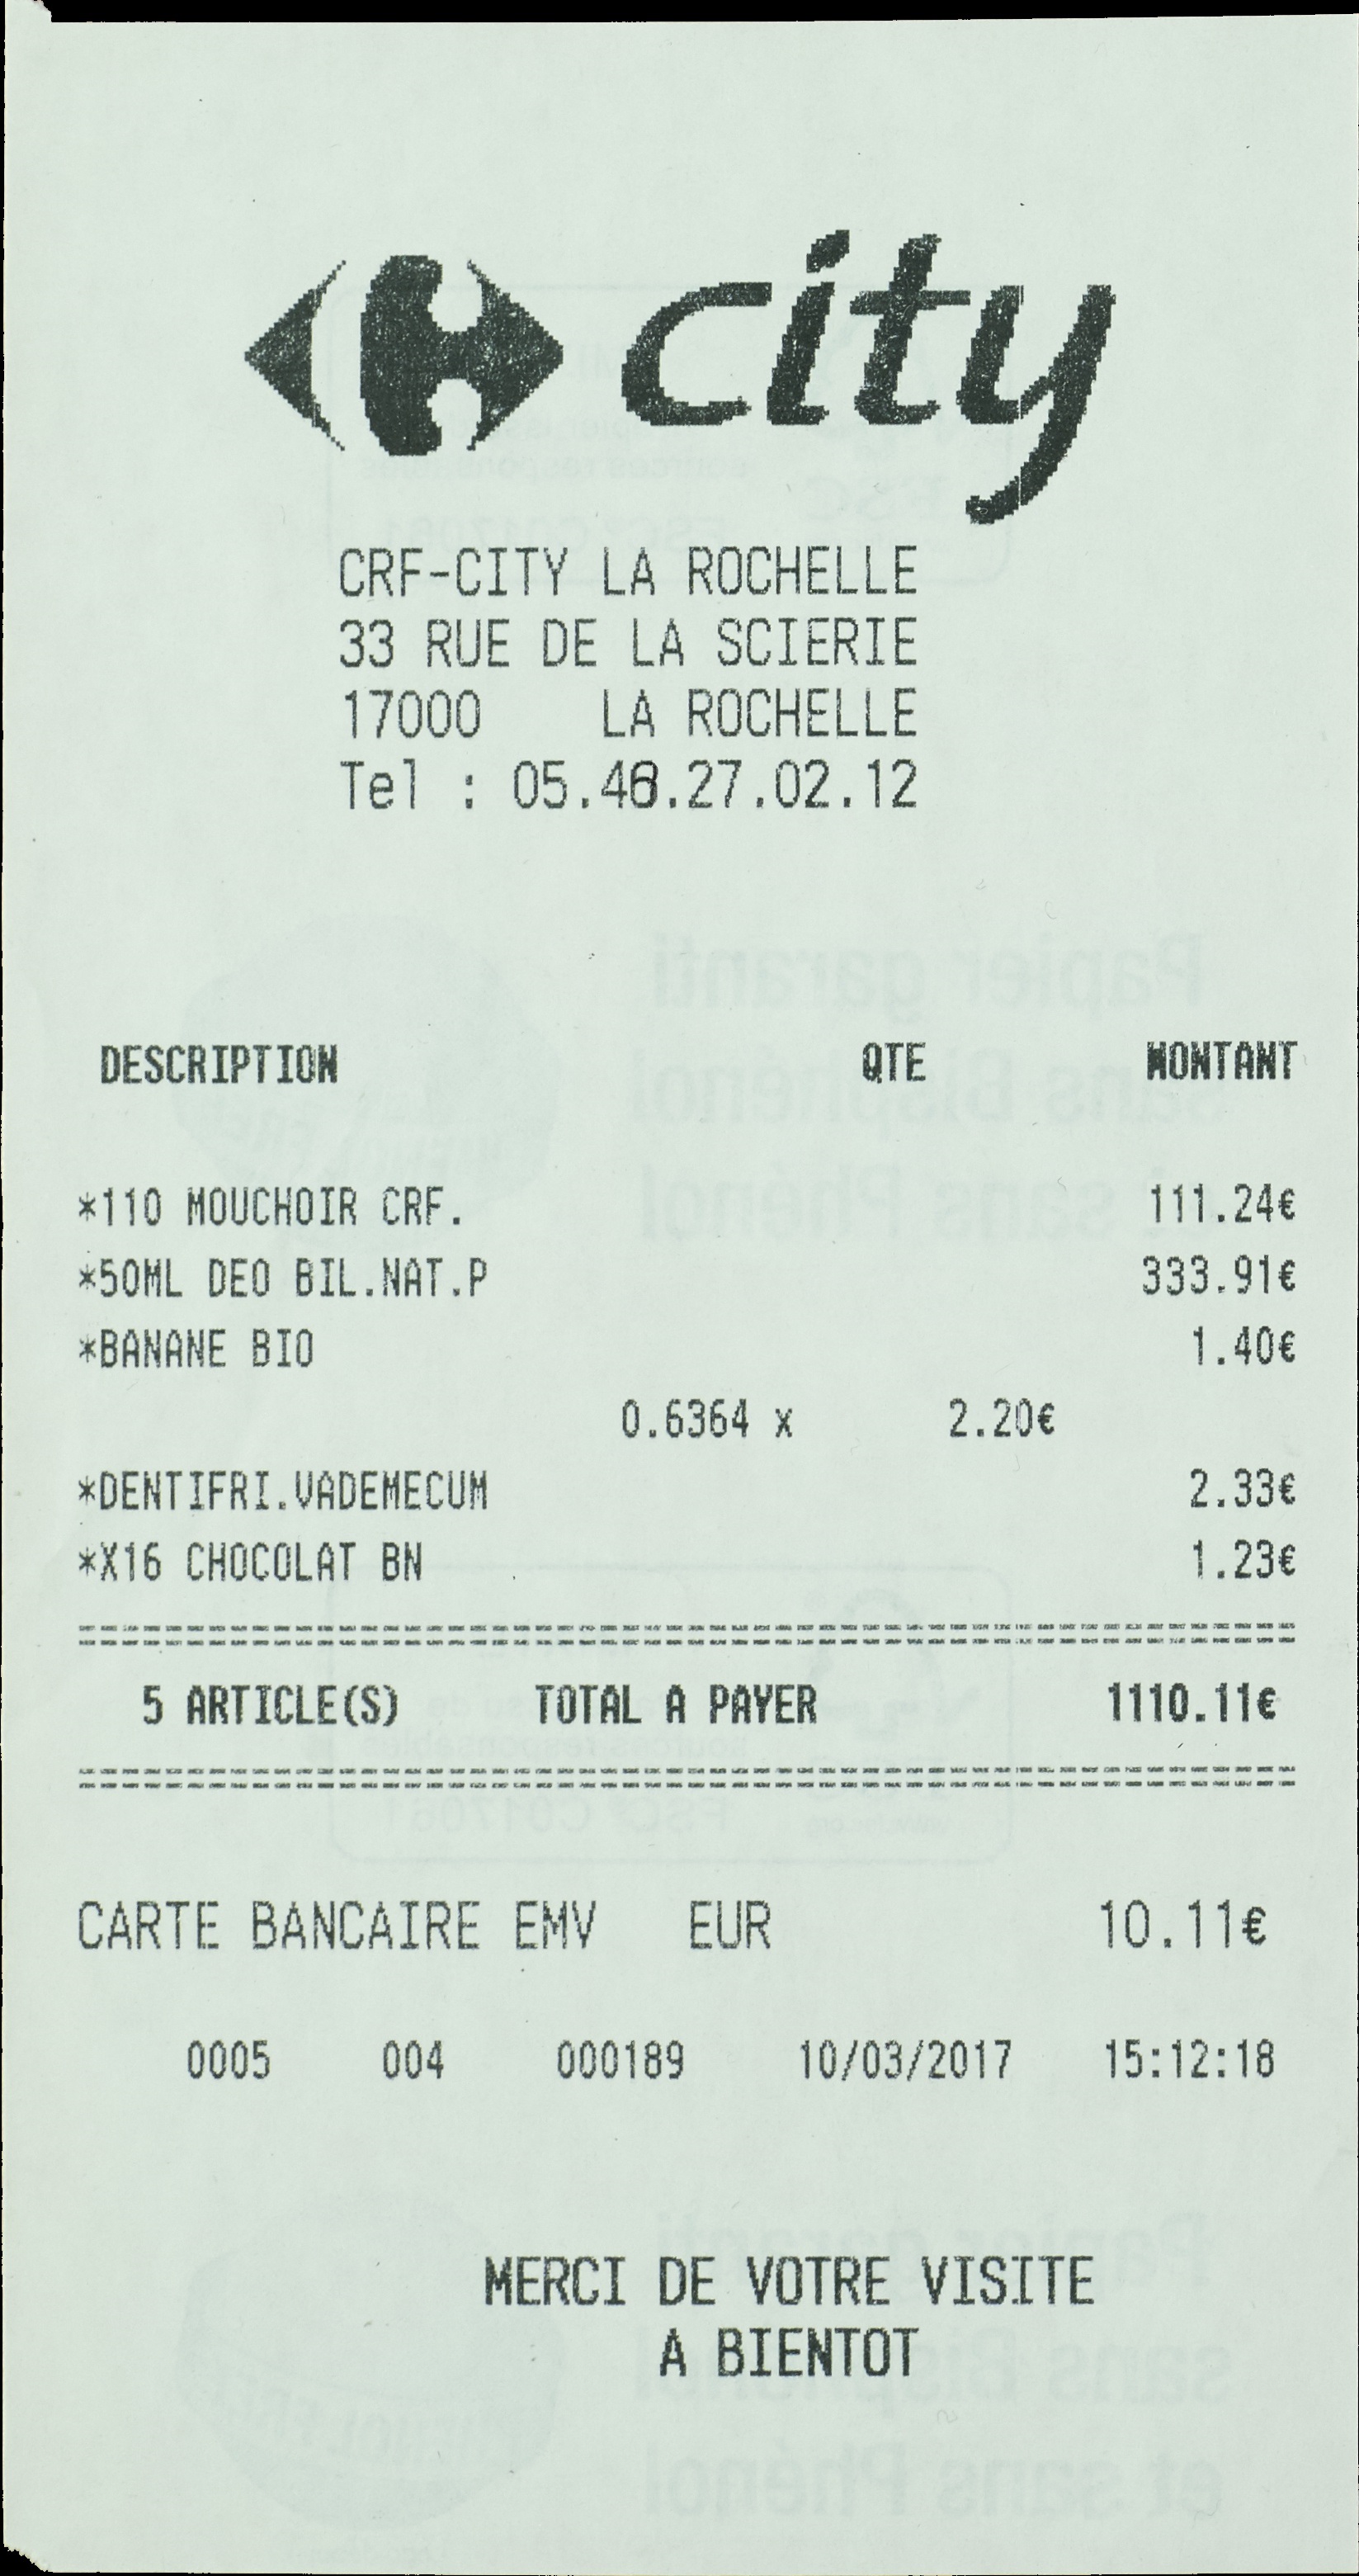 city
CRF-CITY LA ROCHELLE
33 RUE DE LA SCIERIE
17000 LA ROCHELLE
Tel : 05.46.27.02.12
DESCRIPTION QTE MONTANT
*110 MOUCHOIR CRF. 111.24€
*50ML DEO BIL.NAT.P 333.91€
*BANANE BIO 1.40€
0.6364 x 2.20€
*DENTIFRI.VADEMECUM 2.33€
*X16 CHOCOLAT BN 1.23€
5 ARTICLE(S) TOTAL A PAYER 1110.11€
CARTE BANCAIRE EMV EUR 10.11€
0005 004 000189 10/03/2017 15:12:18
MERCI DE VOTRE VISITE
A BIENTOT